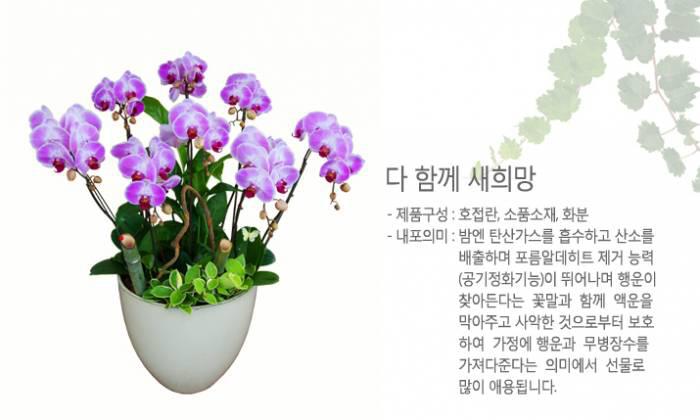 다 함께 새희망
- 제품구성 : 호접란, 소품소재, 화분
- 내포의미 : 밤엔 탄산가스를 흡수하고 산소를
배출하며 포름알데히트 제거 능력
(공기정화기능)이 뛰어나며 행운이
찾아든다는 꽃말과 함께 액운을
막아주고 사악한 것으로부터 보호
하여 가정에 행운과 무병장수를
가져다준다는 의미에서 선물로
많이 애용됩니다.